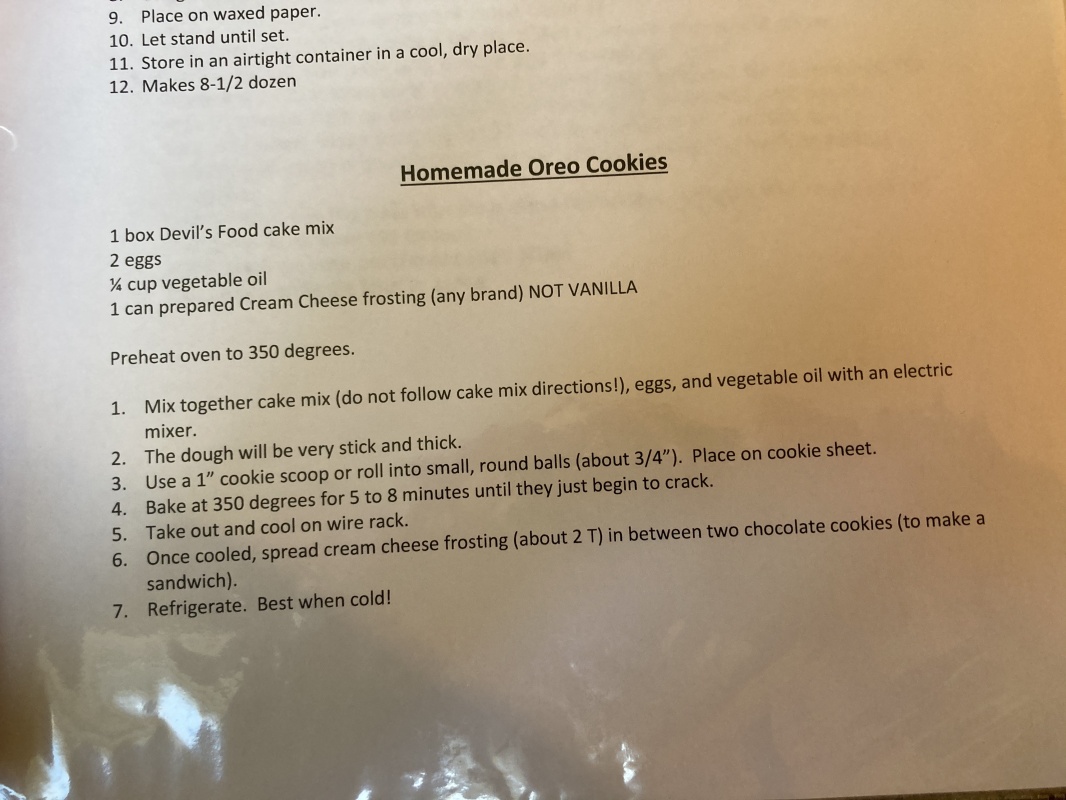 9. Place on waxed paper.
10. Let stand until set.
11. Store in an airtight container in a cool, dry place.
12. Makes 8-1/2 dozen
Homemade Oreo Cookies
1 box Devil’s Food cake mix
2 eggs
¼ cup vegetable oil
1 can prepared Cream Cheese frosting (any brand) NOT VANILLA
Preheat oven to 350 degrees.
1. Mix together cake mix (do not follow cake mix directions!), eggs, and vegetable oil with an electric
mixer.
2. The dough will be very stick and thick.
3. Use a 1” cookie scoop or roll into small, round balls (about 3/4”). Place on cookie sheet.
4. Bake at 350 degrees for 5 to 8 minutes until they just begin to crack.
5. Take out and cool on wire rack.
6. Once cooled, spread cream cheese frosting (about 2 T) in between two chocolate cookies (to make a
sandwich).
7. Refrigerate. Best when cold!